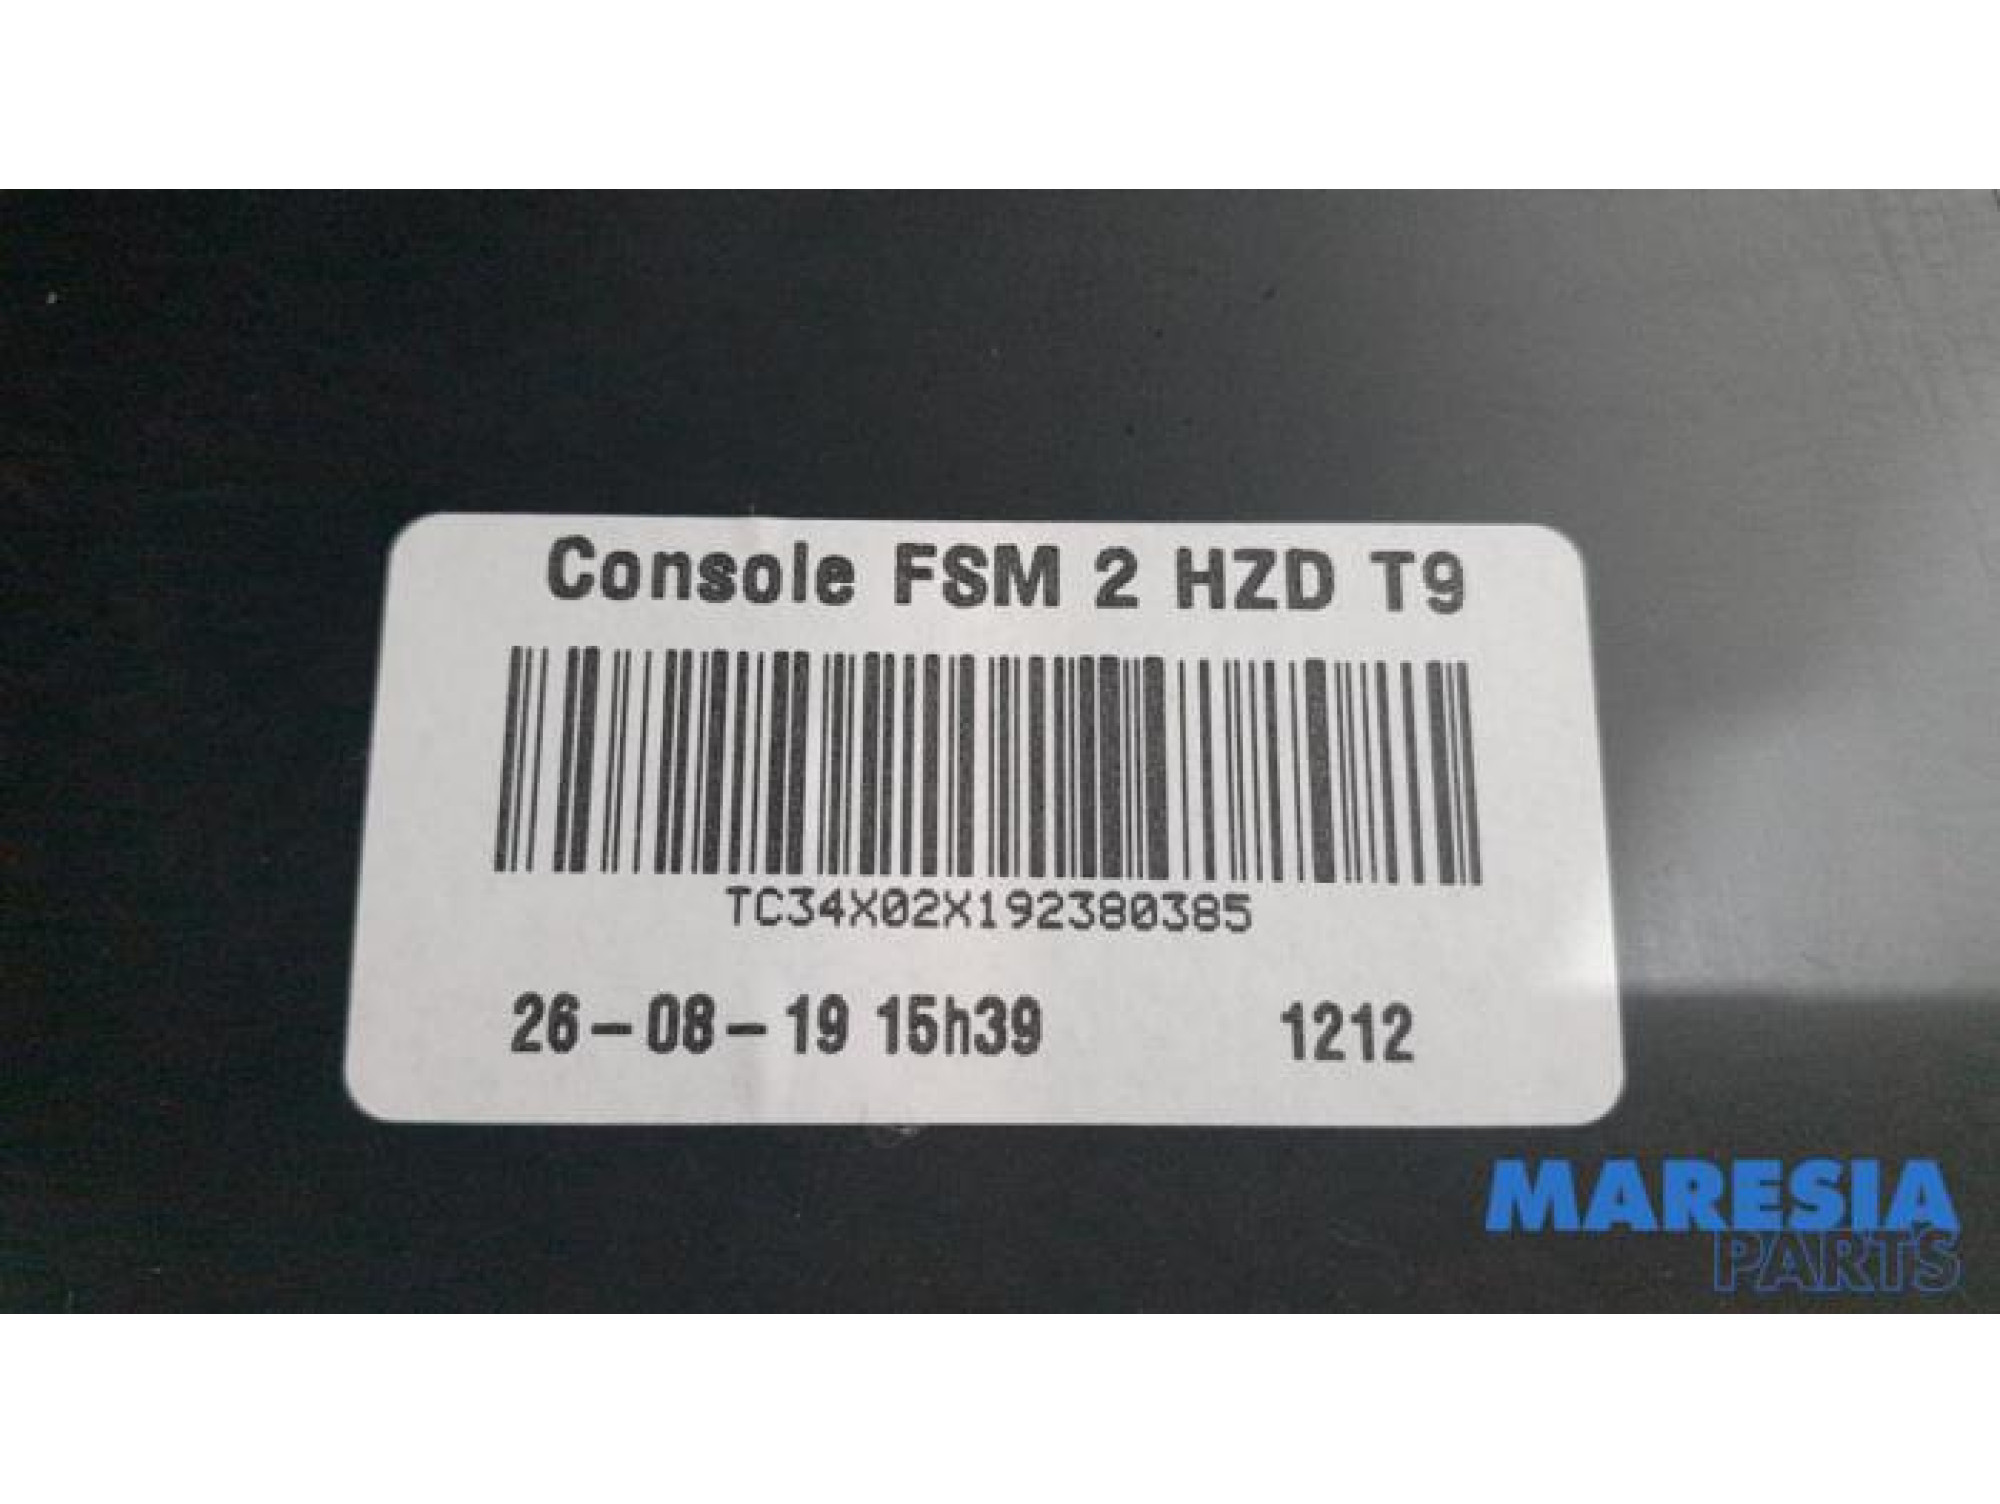 Console FSM 2 HZD T9
TC34X02X192380385
26-08-19 15h39 1212
MARESIA
PARTS